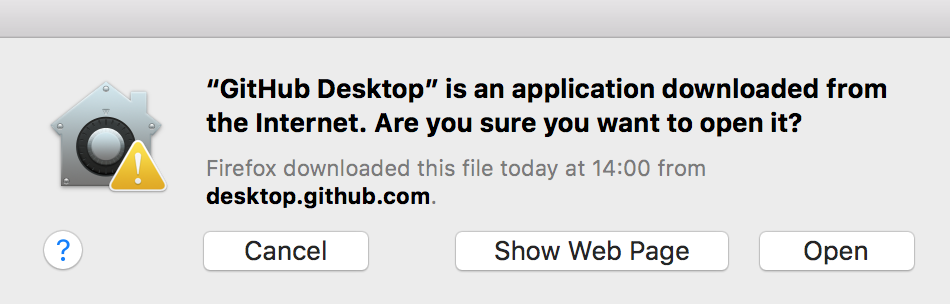 “GitHub Desktop” is an application downloaded from
the Internet. Are you sure you want to open it?
Firefox downloaded this file today at 14:00 from
desktop.github.com.
?
Cancel
Show Web Page
Open